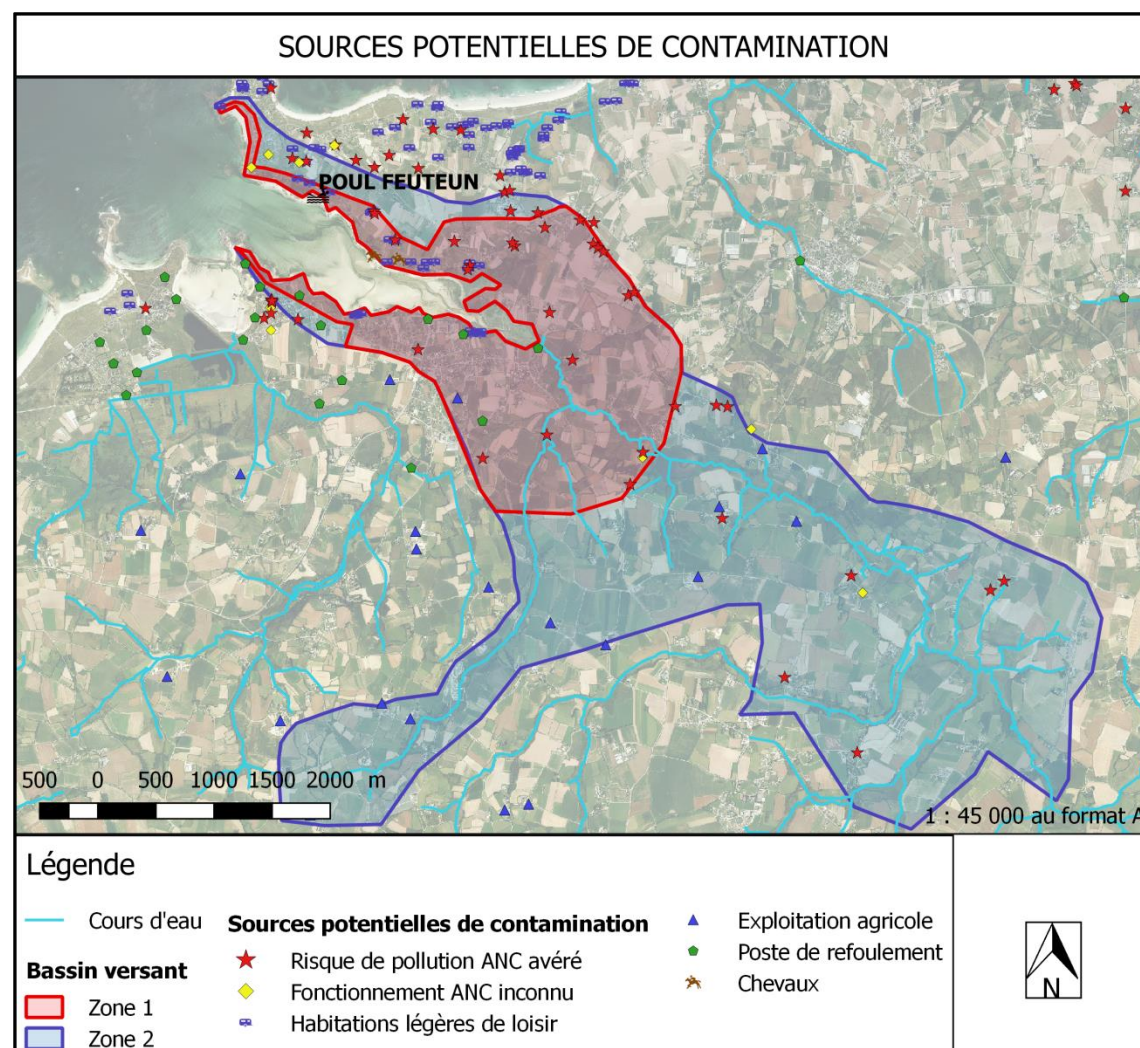 SOURCES POTENTIELLES DE CONTAMINATION
POUL FEUTEUN
500 0 500 1000 1500 2000 m
1 : 45 000 au format A
Légende
Cours d'eau
Bassin versant
Zone 1
Zone 2
Sources potentielles de contamination
Risque de pollution ANC avéré
Fonctionnement ANC inconnu
Habitations légères de loisir
Exploitation agricole
Poste de refoulement
Chevaux
N